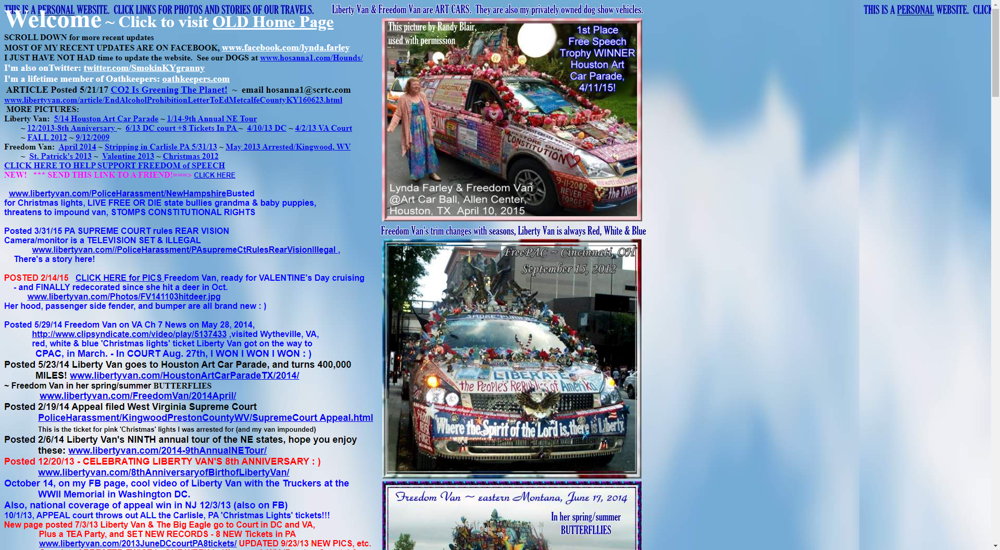 THIS IS A PERSONAL WEBSITE. CLICK LINKS FOR PHOTOS AND STORIES OF OUR TRAVELS.
Liberty Van & Freedom Van are ART CARS. They are also my privately owned dog show vehicles.
THIS IS A PERSONAL WEBSITE. CLICK
Welcome ~ Click to visit OLD Home Page
SCROLL DOWN for more recent updates
MOST OF MY RECENT UPDATES ARE ON FACEBOOK, www.facebook.com/lynda.farley
I JUST HAVE NOT HAD time to update the website. See our DOGS at www.hosanna1.com/Hounds/
I'm also onTwitter: twitter.com/SmokinKYgranny
I'm a lifetime member of Oathkeepers: oathkeepers.com
ARTICLE Posted 5/21/17 CO2 Is Greening The Planet! ~ email hosanna1@scrtc.com
www.libertyvan.com/article/EndAlcoholProhibitionLetterToEdMetcalfeCountyKY160623.html
MORE PICTURES:
Liberty Van: 5/14 Houston Art Car Parade ~ 1/14-9th Annual NE Tour
~ 12/2013-8th Anniversary ~ 6/13 DC court +8 Tickets In PA ~ 4/10/13 DC ~ 4/2/13 VA Court
~ FALL 2012 ~ 9/12/2009
Freedom Van: April 2014 ~ Stripping in Carlisle PA 5/31/13 ~ May 2013 Arrested/Kingwood, WV
~ St. Patrick's 2013 ~ Valentine 2013 ~ Christmas 2012
CLICK HERE TO HELP SUPPORT FREEDOM of SPEECH
NEW! *** SEND THIS LINK TO A FRIEND!===> CLICK HERE
www.libertyvan.com/PoliceHarassment/NewHampshireBusted
for Christmas lights, LIVE FREE OR DIE state bullies grandma & baby puppies,
threatens to impound van, STOMPS CONSTITUTIONAL RIGHTS
Posted 3/31/15 PA SUPREME COURT rules REAR VISION
Camera/monitor is a TELEVISION SET & ILLEGAL
www.libertyvan.com//PoliceHarassment/PAsupremeCtRulesRearVisionIllegal ,
There's a story here!
POSTED 2/14/15 CLICK HERE for PICS Freedom Van, ready for VALENTINE's Day cruising
- and FINALLY redecorated since she hit a deer in Oct.
www.libertyvan.com/Photos/FV141103hitdeer.jpg
Her hood, passenger side fender, and bumper are all brand new : )
Posted 5/29/14 Freedom Van on VA Ch 7 News on May 28, 2014,
http://www.clipsyndicate.com/video/play/5137433 ,visited Wytheville, VA,
red, white & blue 'Christmas lights' ticket Liberty Van got on the way to
CPAC, in March. - In COURT Aug. 27th, I WON I WON I WON : )
Posted 5/23/14 Liberty Van goes to Houston Art Car Parade, and turns 400,000
MILES! www.libertyvan.com/HoustonArtCarParadeTX/2014/
~ Freedom Van in her spring/summer BUTTERFLIES
www.libertyvan.com/FreedomVan/2014April/
Posted 2/19/14 Appeal filed West Virginia Supreme Court
PoliceHarassment/KingwoodPrestonCountyWV/SupremeCourt Appeal.html
This is the ticket for pink 'Christmas' lights I was arrested for (and my van impounded)
Posted 2/6/14 Liberty Van's NINTH annual tour of the NE states, hope you enjoy
these: www.libertyvan.com/2014-9thAnnualNETour/
Posted 12/20/13 - CELEBRATING LIBERTY VAN'S 8th ANNIVERSARY : )
www.libertyvan.com/8thAnniversaryofBirthofLibertyVan/
October 14, on my FB page, cool video of Liberty Van with the Truckers at the
WWII Memorial in Washington DC.
Also, national coverage of appeal win in NJ 12/3/13 (also on FB)
10/1/13, APPEAL court throws out ALL the Carlisle, PA 'Christmas Lights' tickets!!!
New page posted 7/3/13 Liberty Van & The Big Eagle go to Court in DC and VA,
Plus a TEA Party, and SET NEW RECORDS - 8 NEW Tickets in PA
www.libertyvan.com/2013JuneDCcourtPA8tickets/ UPDATED 9/23/13 NEW PICS, etc.
This picture by Randy Blair,
used with permission
1st Place
Free Speech
Trophy WINNER
Houston Art
Car Parade,
4/11/15!
SOMEONE MUST CREATE WEALTH
RESTORE OUR
CONSTITUTION
9-11-2002
NEVER
FORGET
the TRUTH
Lynda Farley & Freedom Van
@Art Car Ball, Allen Center,
Houston, TX April 10, 2015
Freedom Van's trim changes with seasons, Liberty Van is always Red, White & Blue
FreePAC ~ Cincinnati, OH
September 15, 2012
LIBERATE
the PEOPLE'S REPUBLICS of AmeriKa
Where the Spirit of the Lord is, there is Liberty
Freedom Van ~ eastern Montana, June 17, 2014
In her spring/summer
BUTTERFLLIES